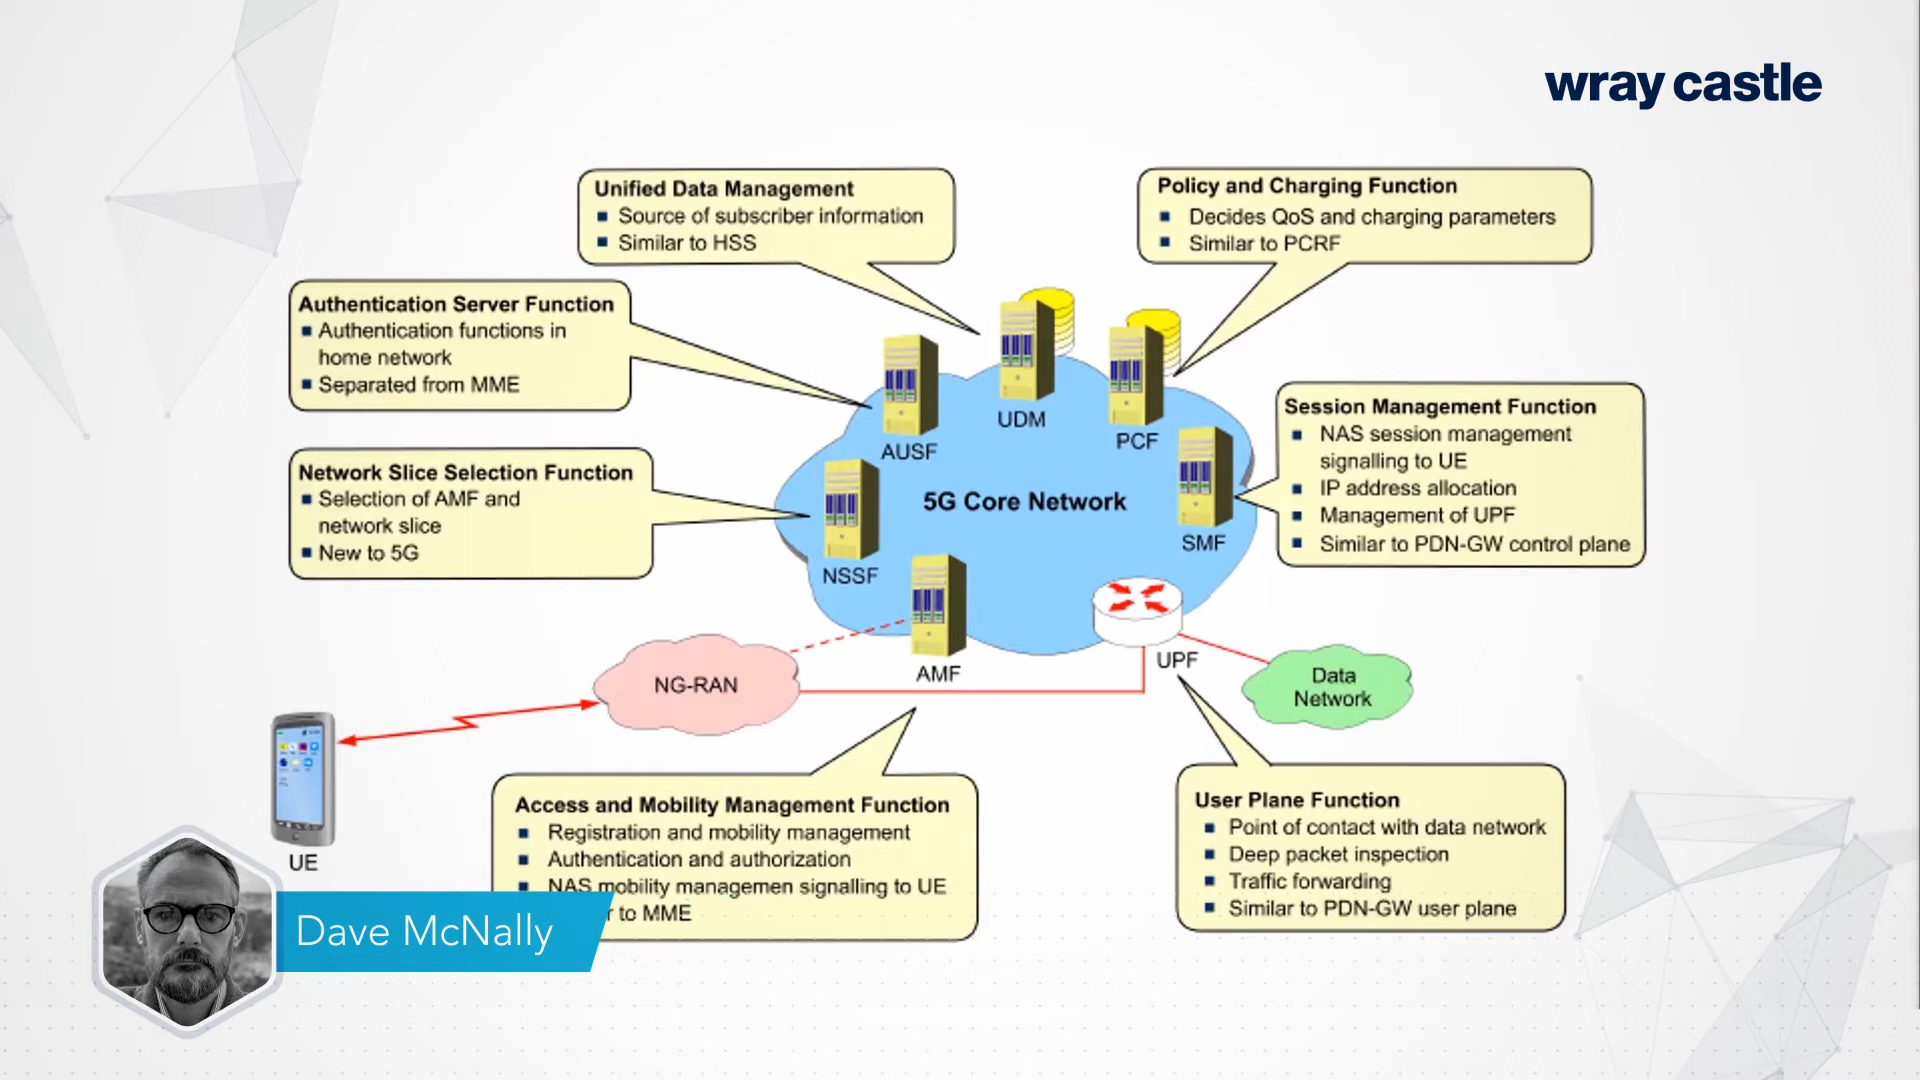 wray castle
Unified Data Management
Source of subscriber information
Similar to HSS
Policy and Charging Function
Decides QoS and charging parameters
Similar to PCRF
Authentication Server Function
Authentication functions in
home network
Separated from MME
Network Slice Selection Function
Selection of AMF and
network slice
New to 5G
Session Management Function
NAS session management
signalling to UE
IP address allocation
Management of UPF
Similar to PDN-GW control plane
UDM
PCF
AUSF
5G Core Network
SMF
NSSF
AMF
UPF
NG-RAN
Data
Network
UE
Access and Mobility Management Function
Registration and mobility management
Authentication and authorization
NAS mobility managemen signalling to UE
to MME
User Plane Function
Point of contact with data network
Deep packet inspection
Traffic forwarding
Similar to PDN-GW user plane
Dave McNally